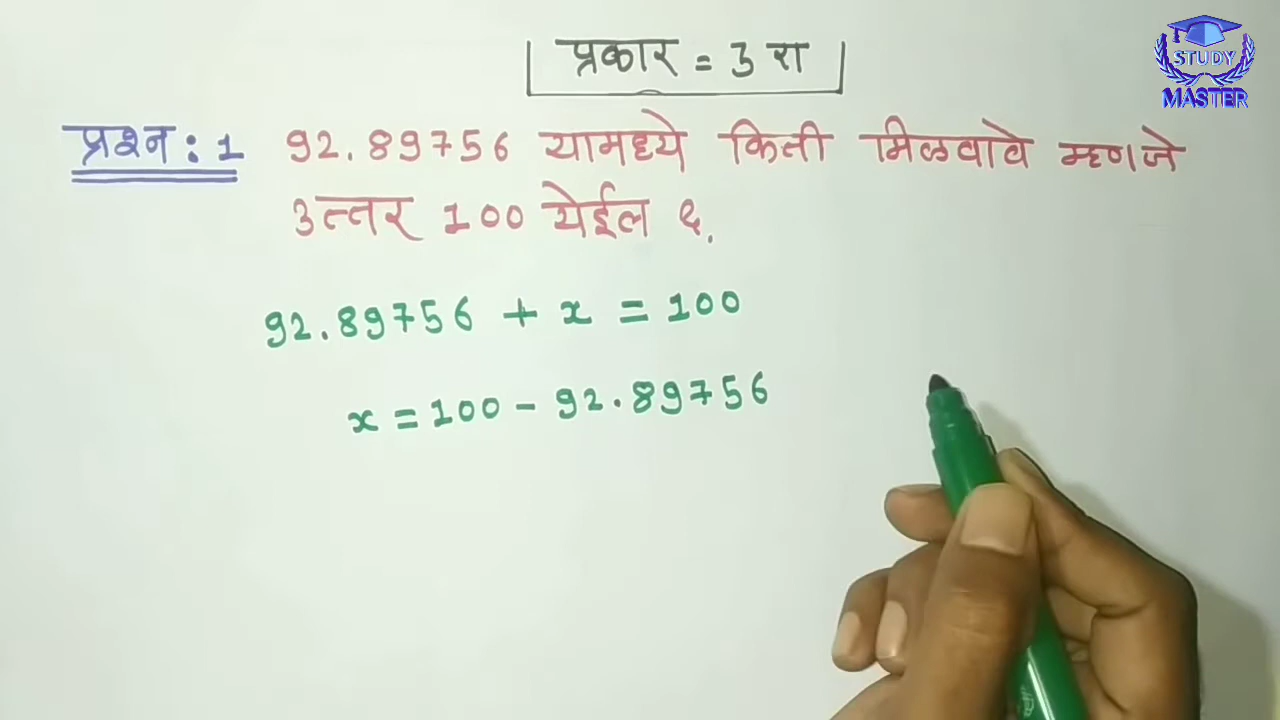 प्रकार = 3 रा
STUDY
MASTER
प्रश्न : 1 92.89756 यामध्ये किती मिळवावे म्हणजे
उत्तर 100 येईल ?
92.89756 + x = 100
x = 100 - 92.89756